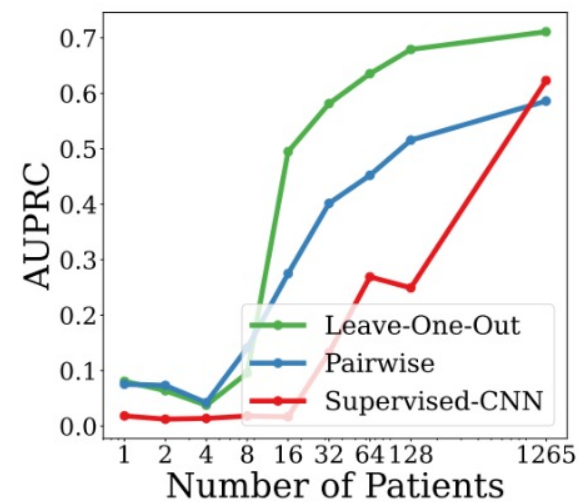 AUPRC
0.7
0.6
0.5
0.4
0.3
0.2
0.1
0.0
Leave-One-Out
Pairwise
Supervised-CNN
1 2 4 8 16 32 64 128 1265
Number of Patients